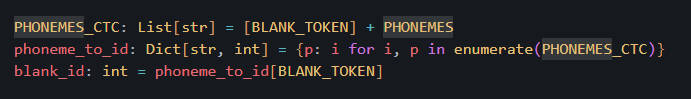 PHONEMES_CTC: List[str] = [BLANK_TOKEN] + PHONEMES
phoneme_to_id: Dict[str, int] = {p: i for i, p in enumerate(PHONEMES_CTC)}
blank_id: int = phoneme_to_id[BLANK_TOKEN]